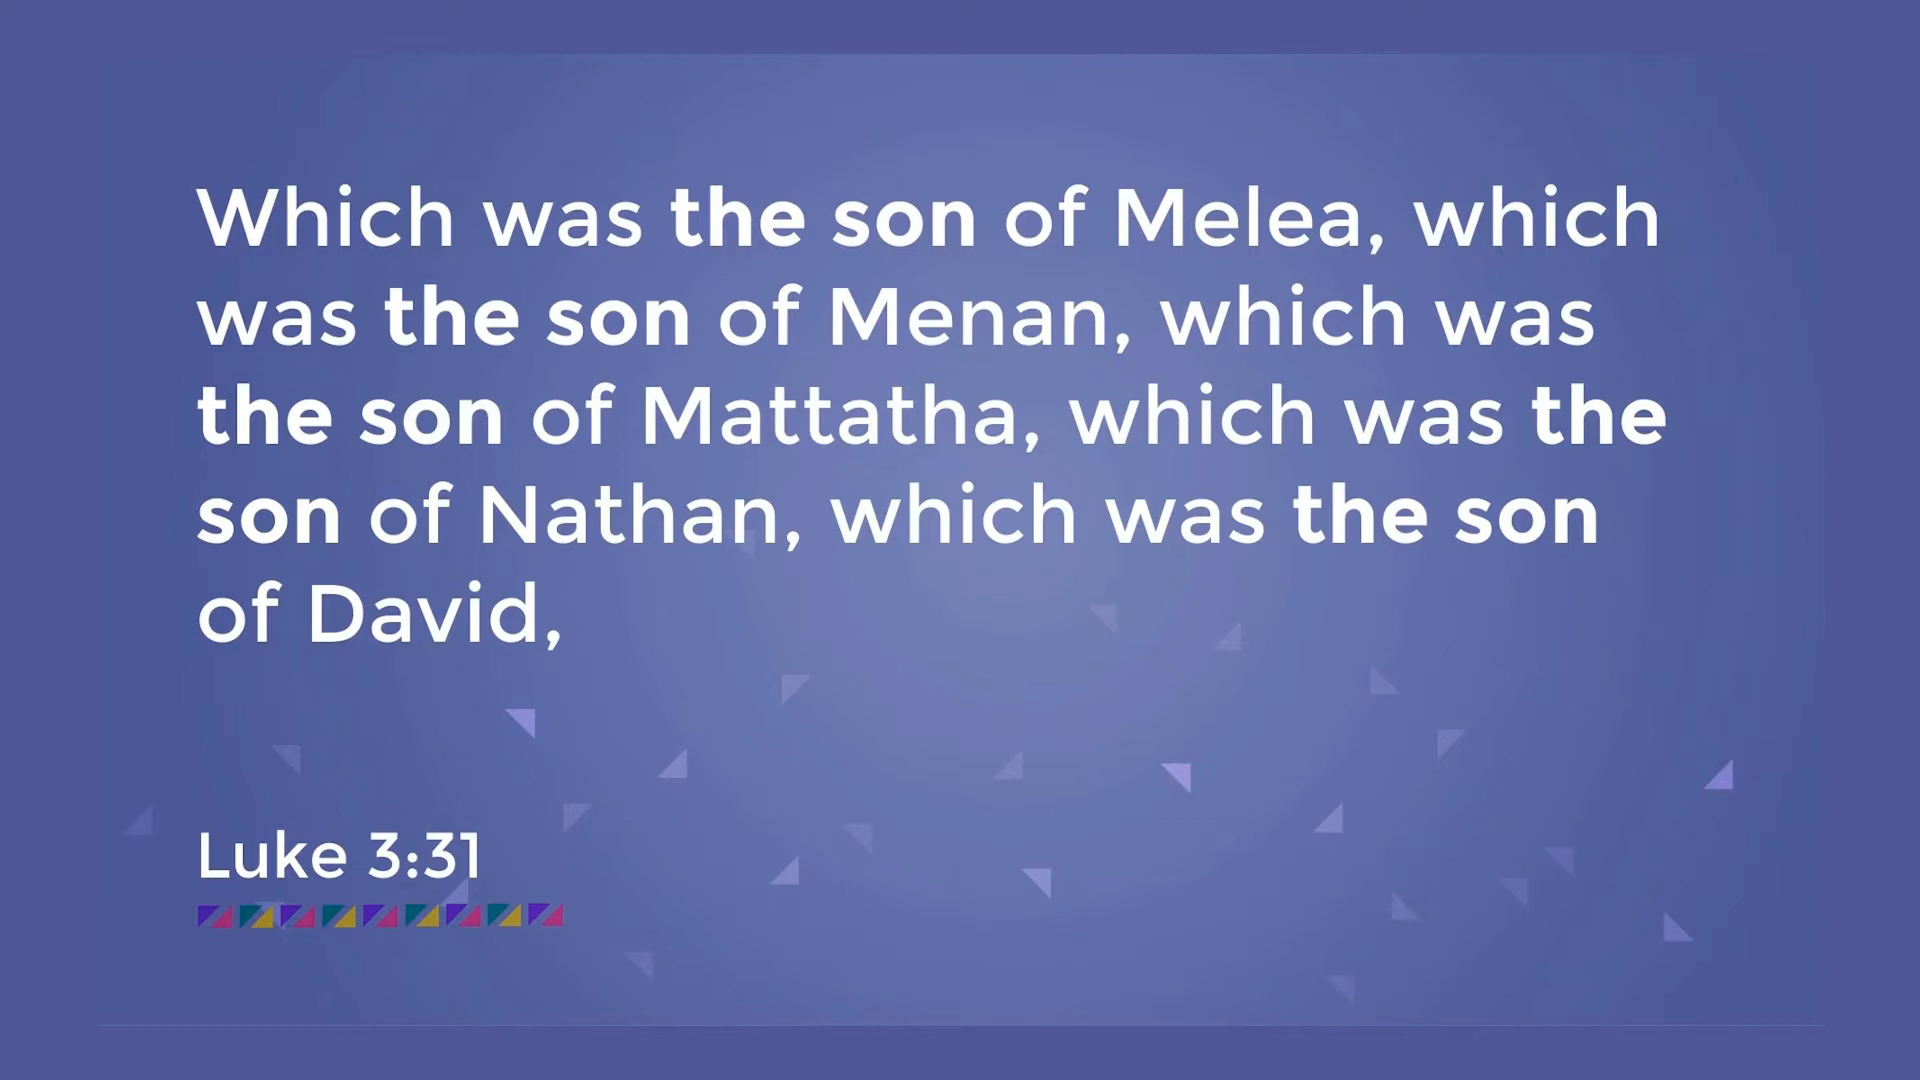 Which was the son of Melea, which
was the son of Menan, which was
the son of Mattatha, which was the
son of Nathan, which was the son
of David,
Luke 3:31